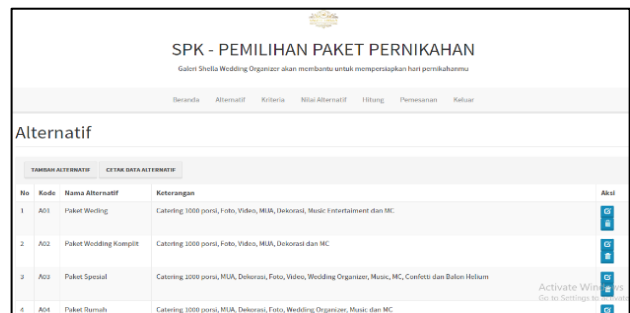 SPK - PEMILIHAN PAKET PERNIKAHAN
Galeri Shella Wedding Organizer akan membantu untuk mempersiapkan hari pernikahanmu
Beranda Alternatif Kriteria Nilai Alternatif Hitung Pemesanan Keluar
Alternatif
TAMBAH ALTERNATIF CETAK DATA ALTERNATIF
No Kode Nama Alternatif Keterangan Aksi
1 A01 Paket Weding Catering 1000 porsi, Foto, Video, MUA, Dekorasi, Music Entertaiment dan MC
2 A02 Paket Wedding Komplit Catering 1000 porsi, Foto, Video, MUA, Dekorasi dan MC
3 A03 Paket Spesial Catering 1000 porsi, MUA, Dekorasi, Foto, Video, Wedding Organizer, Music, MC, Confetti dan Balon Helium
4 A04 Paket Rumah Catering 1000 porsi, MUA, Dekorasi, Foto, Wedding Organizer, Music dan MC
Activate Windows
Go to Settings to Activate